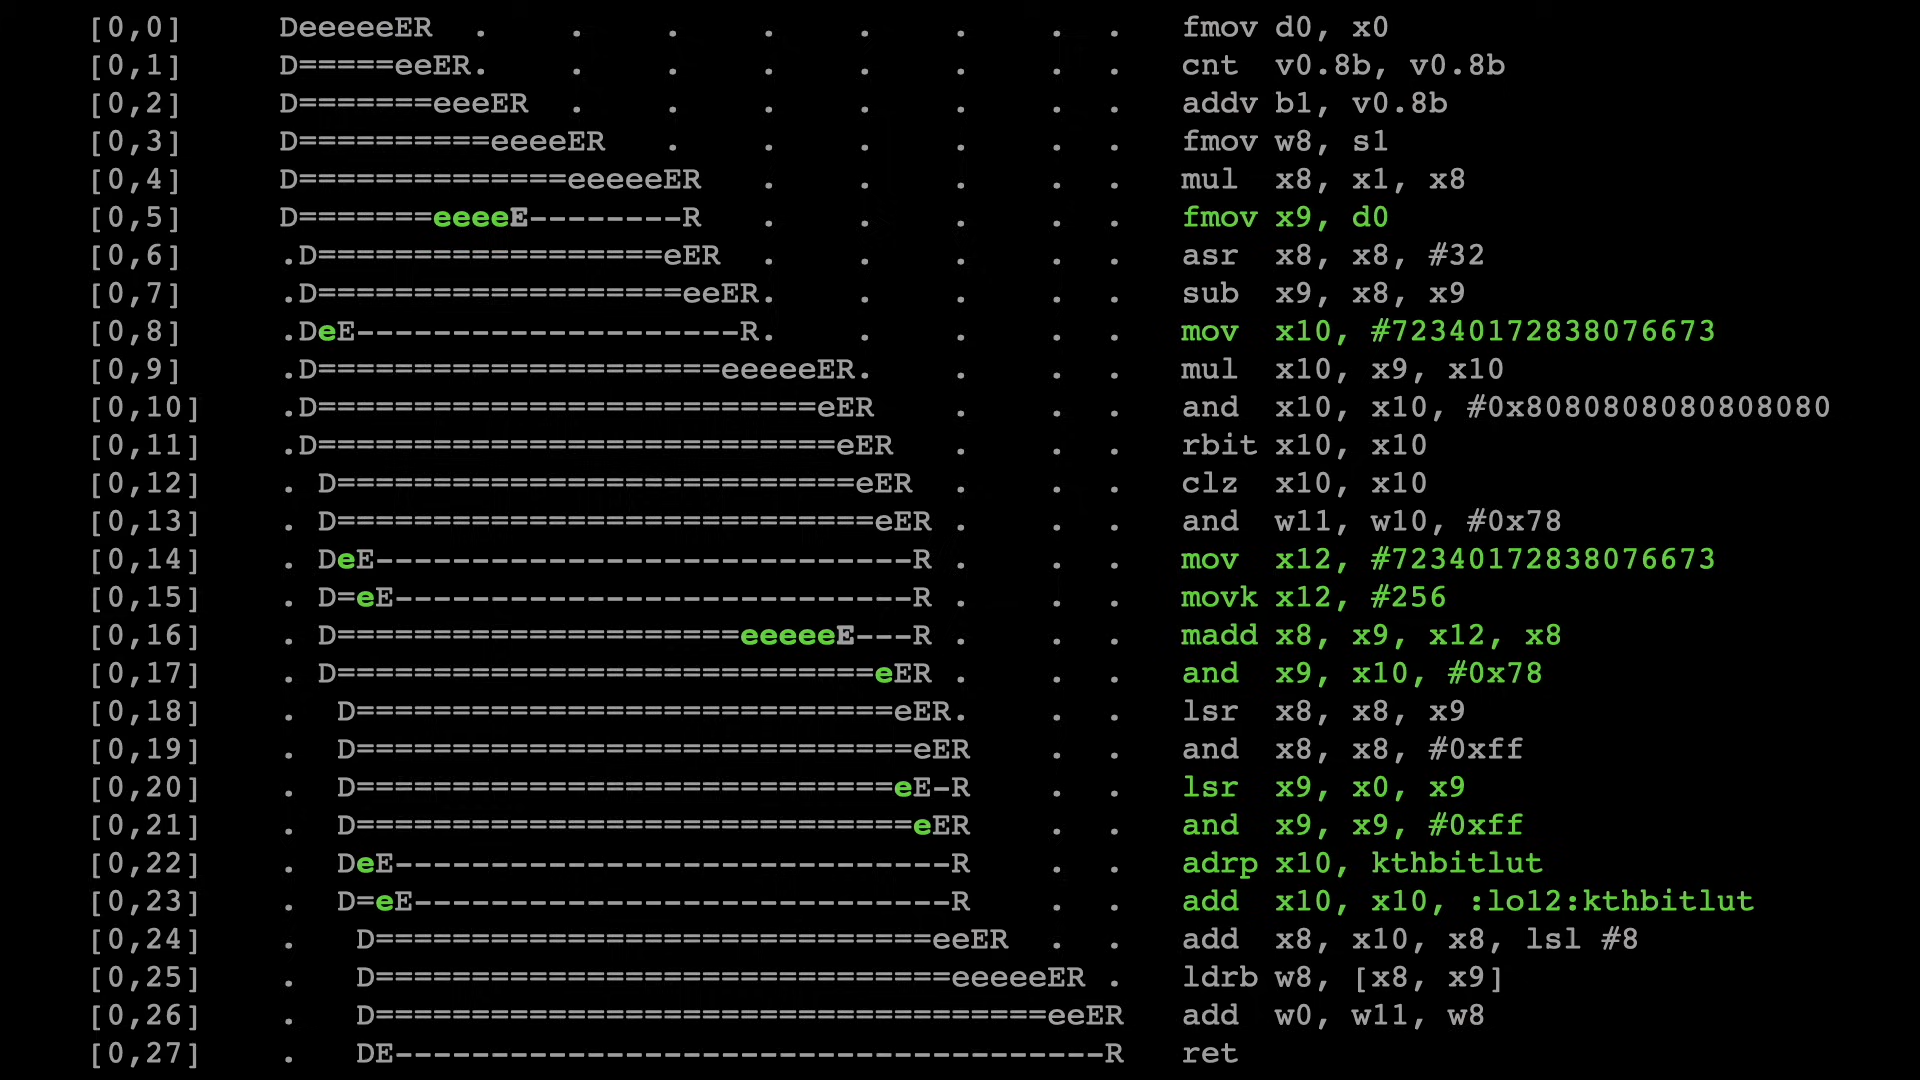 [0,0] DeeeeeER . . . . . . . . fmov d0, x0
[0,1] D=====eeER. . . . . . . . cnt v0.8b, v0.8b
[0,2] D=======eeeER . . . . . . . addv b1, v0.8b
[0,3] D==========eeeeER . . . . . . fmov w8, s1
[0,4] D==============eeeeeER . . . . . mul x8, x1, x8
[0,5] D=======eeeeE--------R . . . . . fmov x9, d0
[0,6] .D==================eER . . . . . asr x8, x8, #32
[0,7] .D===================eeER. . . . . sub x9, x8, x9
[0,8] .DeE--------------------R. . . . . mov x10, #72340172838076673
[0,9] .D=====================eeeeeER. . . . mul x10, x9, x10
[0,10] .D==========================eER . . . and x10, x10, #0x8080808080808080
[0,11] .D===========================eER . . . rbit x10, x10
[0,12] . D===========================eER . . . clz x10, x10
[0,13] . D============================eER . . . and w11, w10, #0x78
[0,14] . DeE----------------------------R . . . mov x12, #72340172838076673
[0,15] . D=eE---------------------------R . . . movk x12, #256
[0,16] . D=====================eeeeeE---R . . . madd x8, x9, x12, x8
[0,17] . D============================eER . . . and x9, x10, #0x78
[0,18] . D============================eER. . . lsr x8, x8, x9
[0,19] . D=============================eER . . and x8, x8, #0xff
[0,20] . D============================eE-R . . lsr x9, x0, x9
[0,21] . D=============================eER . . and x9, x9, #0xff
[0,22] . DeE-----------------------------R . . adrp x10, kthbitlut
[0,23] . D=eE----------------------------R . . add x10, x10, :lo12:kthbitlut
[0,24] . D=============================eeER . . add x8, x10, x8, lsl #8
[0,25] . D==============================eeeeeER . ldrb w8, [x8, x9]
[0,26] . D===================================eeER add w0, w11, w8
[0,27] . DE-------------------------------------R ret